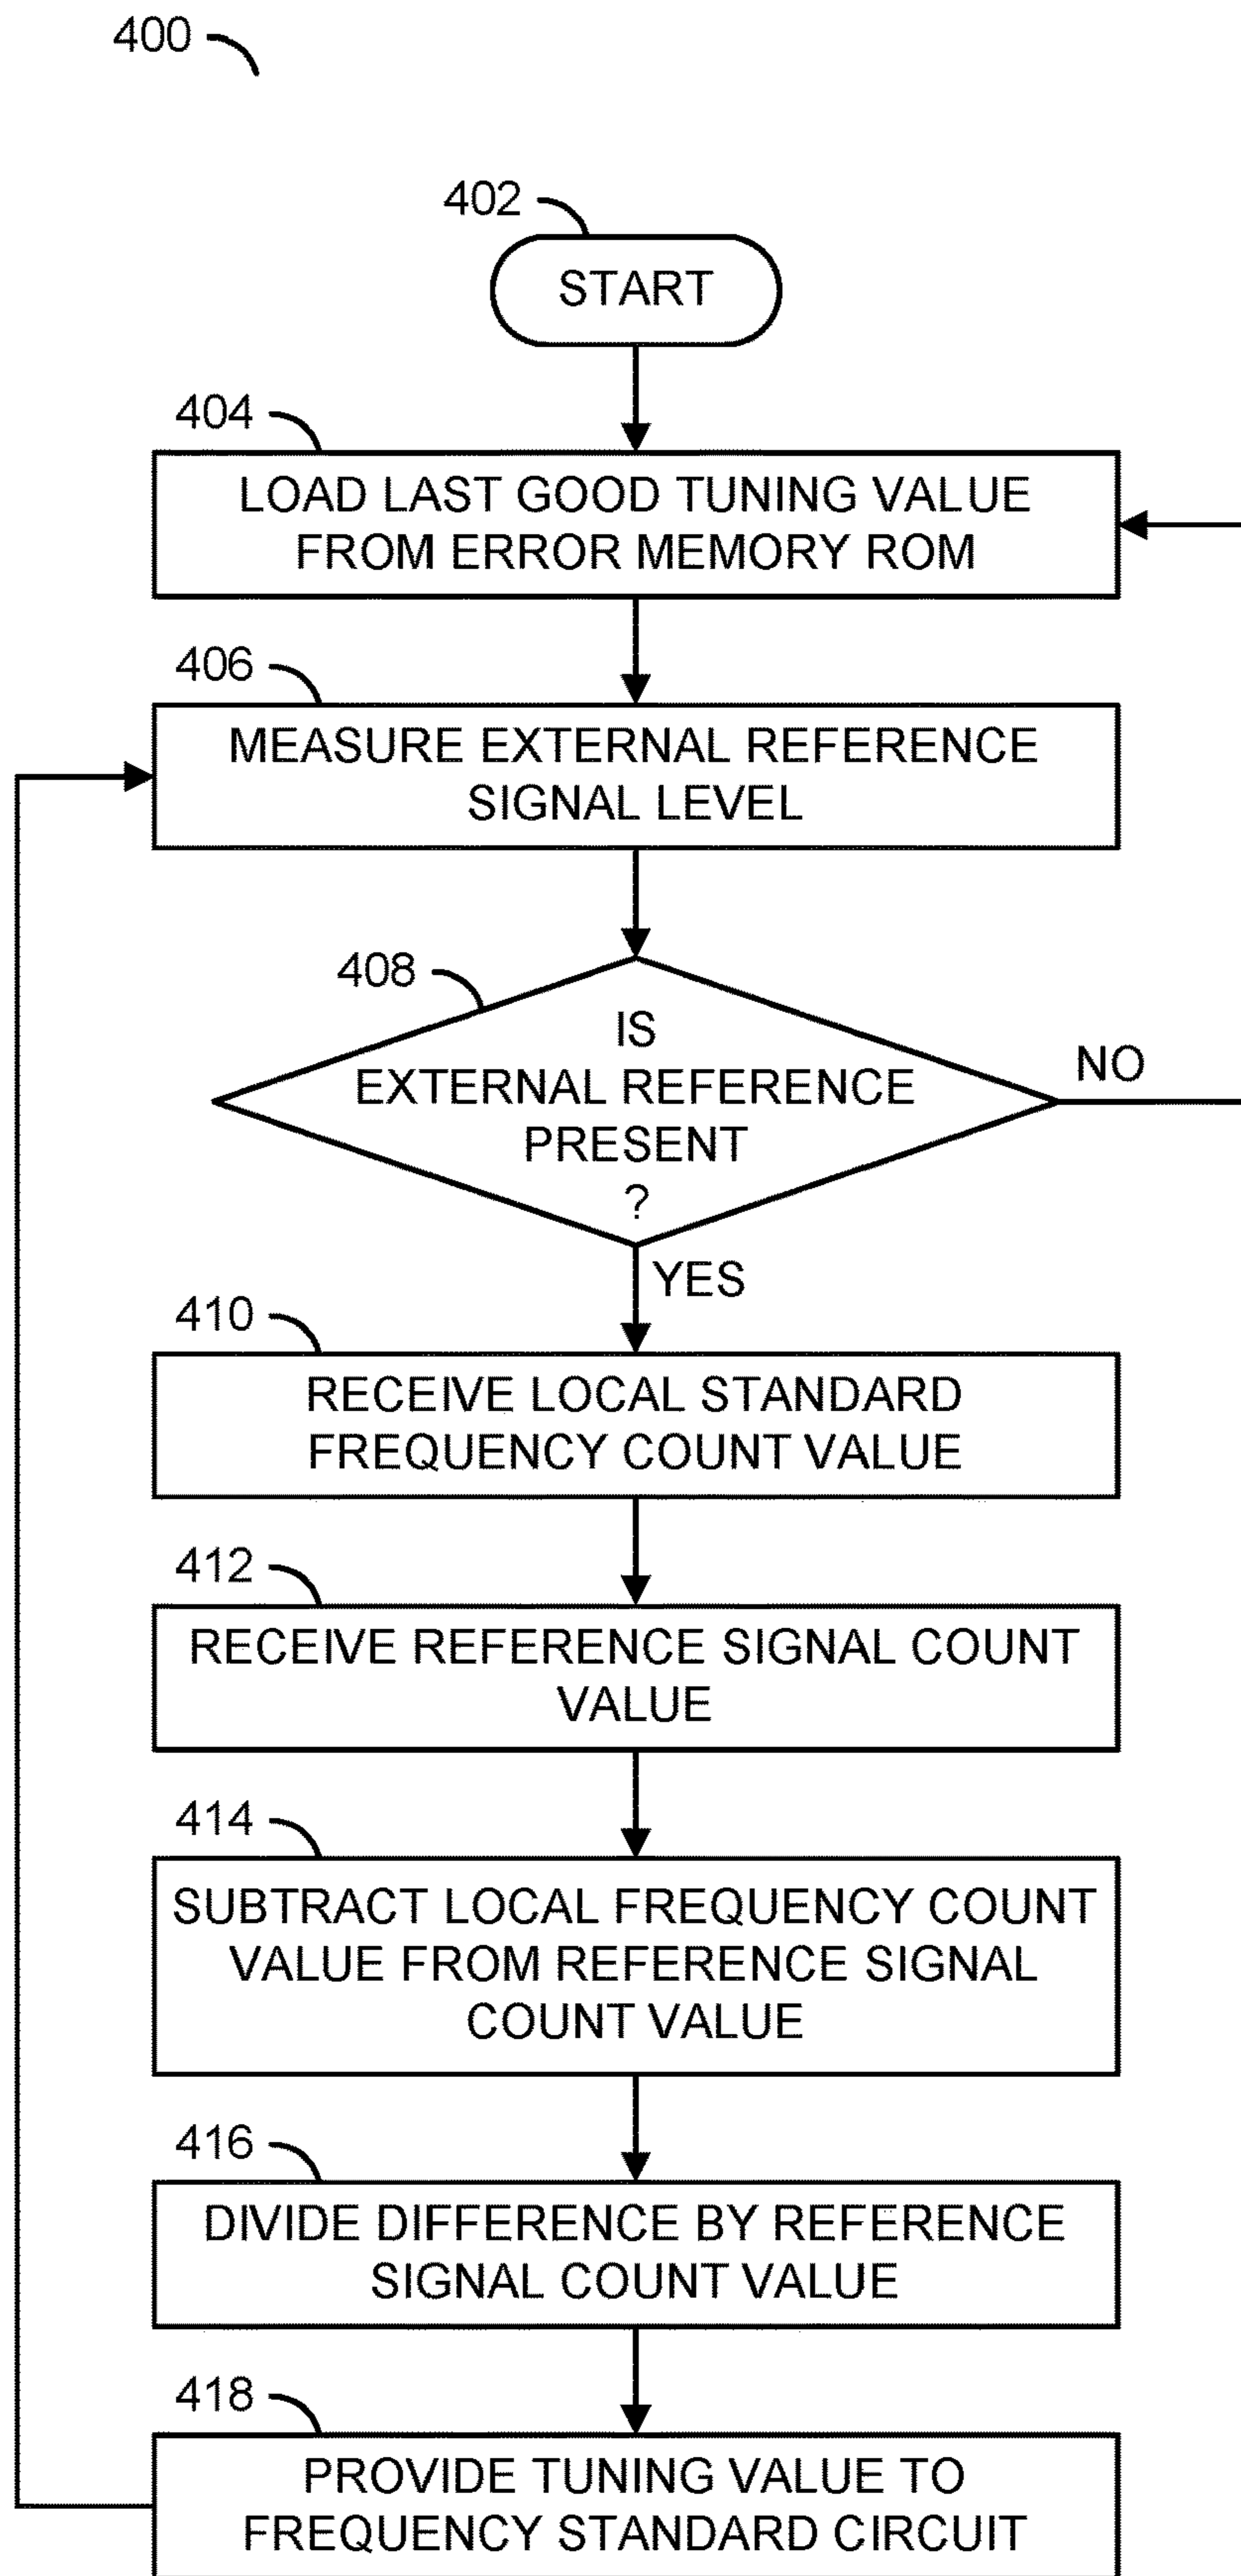 400
402
START
404
LOAD LAST GOOD TUNING VALUE
FROM ERROR MEMORY ROM
406
MEASURE EXTERNAL REFERENCE
SIGNAL LEVEL
408
IS
EXTERNAL REFERENCE
PRESENT
?
NO
YES
410
RECEIVE LOCAL STANDARD
FREQUENCY COUNT VALUE
412
RECEIVE REFERENCE SIGNAL COUNT
VALUE
414
SUBTRACT LOCAL FREQUENCY COUNT
VALUE FROM REFERENCE SIGNAL
COUNT VALUE
416
DIVIDE DIFFERENCE BY REFERENCE
SIGNAL COUNT VALUE
418
PROVIDE TUNING VALUE TO
FREQUENCY STANDARD CIRCUIT